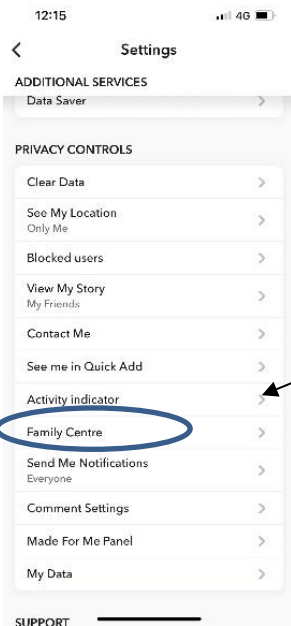 12:15
4G
Settings
ADDITIONAL SERVICES
Data Saver
PRIVACY CONTROLS
Clear Data
See My Location
Only Me
Blocked users
View My Story
My Friends
Contact Me
See me in Quick Add
Activity indicator
Family Centre
Send Me Notifications
Everyone
Comment Settings
Made For Me Panel
My Data
SUPPORT